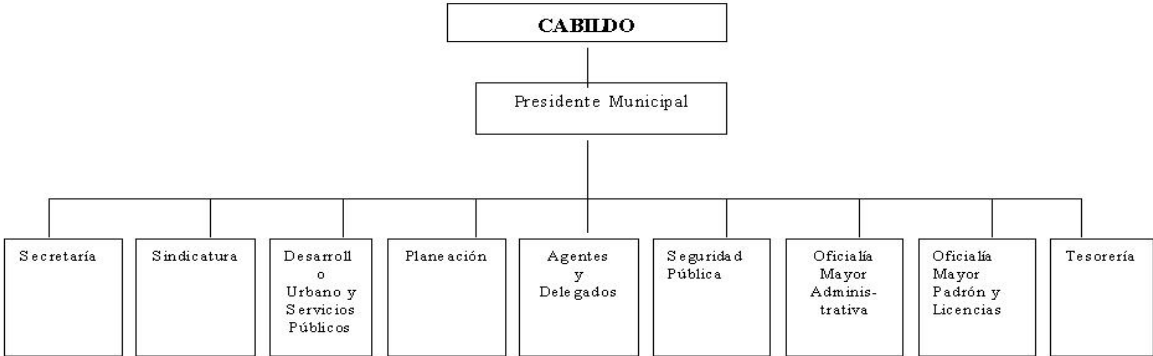 CABILDO
Presidente Municipal
Secretaría
Sindicatura
Desarroll
o
Urbano y
Servicios
Públicos
Planeación
Agentes
y
Delegados
Seguridad
Pública
Oficialía
Mayor
Adminis-
trativa
Oficialía
Mayor
Padrón y
Licencias
Tesorería